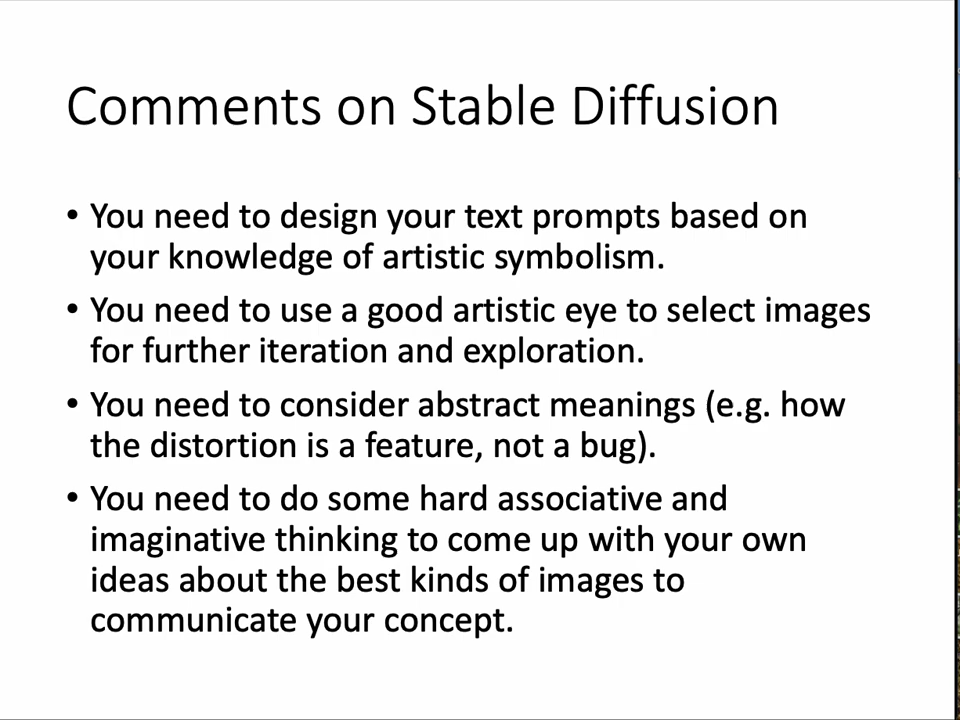 Comments on Stable Diffusion
• You need to design your text prompts based on
your knowledge of artistic symbolism.
• You need to use a good artistic eye to select images
for further iteration and exploration.
• You need to consider abstract meanings (e.g. how
the distortion is a feature, not a bug).
• You need to do some hard associative and
imaginative thinking to come up with your own
ideas about the best kinds of images to
communicate your concept.